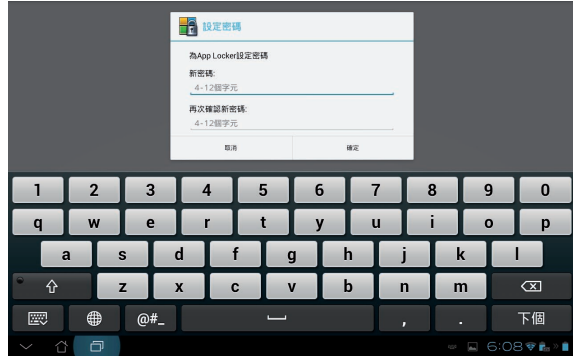 設定密碼
為App Locker設定密碼
新密碼:
4-12個字元
再次確認新密碼:
4-12個字元
取消 確定
1 2 3 4 5 6 7 8 9 0
q w e r t y u i o p
a s d f g h j k l
z x c v b n m
@#_ , . 下個
6:08